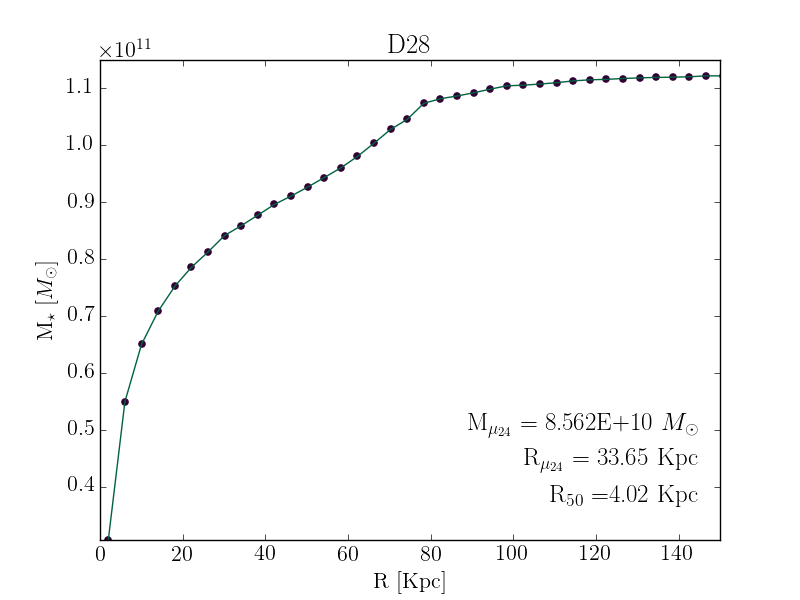 D28
×10¹¹
1.1
1.0
0.9
0.8
0.7
0.6
0.5
0.4
M⋆ [M⊙]
M_μ24 = 8.562E+10 M⊙
R_μ24 = 33.65 Kpc
R₅₀ =4.02 Kpc
0 20 40 60 80 100 120 140
R [Kpc]